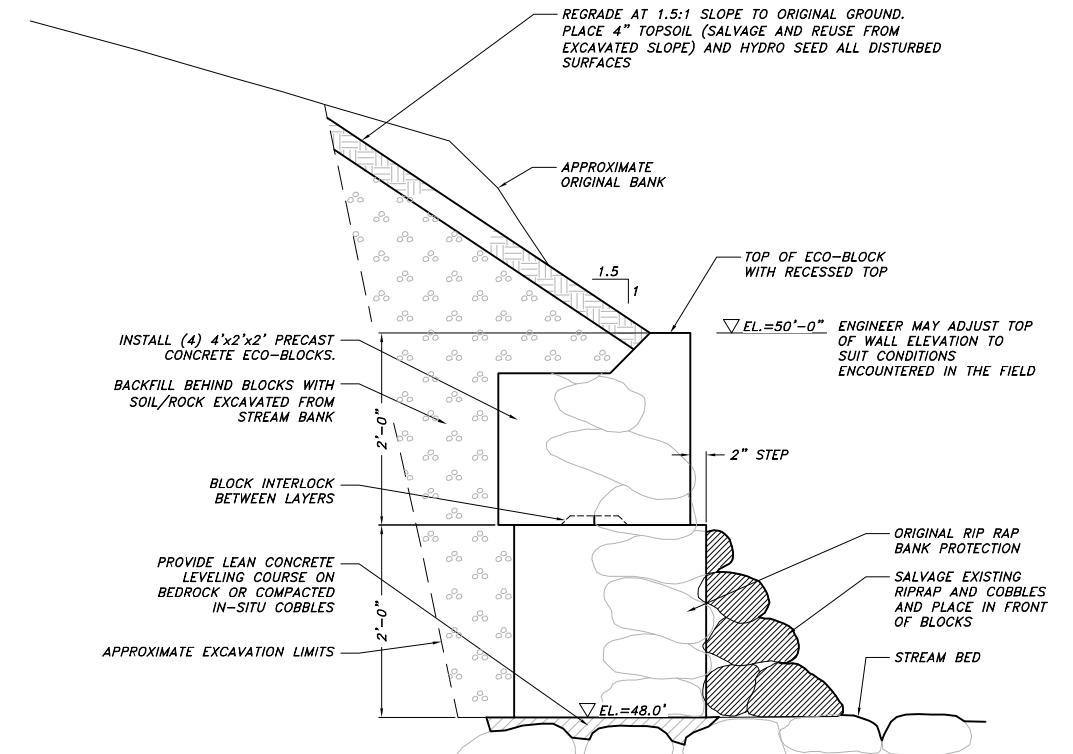 REGRADE AT 1.5:1 SLOPE TO ORIGINAL GROUND.
PLACE 4" TOPSOIL (SALVAGE AND REUSE FROM
EXCAVATED SLOPE) AND HYDRO SEED ALL DISTURBED
SURFACES
APPROXIMATE
ORIGINAL BANK
TOP OF ECO-BLOCK
WITH RECESSED TOP
1.5
1
EL.=50'-0"
ENGINEER MAY ADJUST TOP
OF WALL ELEVATION TO
SUIT CONDITIONS
ENCOUNTERED IN THE FIELD
INSTALL (4) 4'x2'x2' PRECAST
CONCRETE ECO-BLOCKS.
BACKFILL BEHIND BLOCKS WITH
SOIL/ROCK EXCAVATED FROM
STREAM BANK
2'-0"
2" STEP
BLOCK INTERLOCK
BETWEEN LAYERS
ORIGINAL RIP RAP
BANK PROTECTION
PROVIDE LEAN CONCRETE
LEVELING COURSE ON
BEDROCK OR COMPACTED
IN-SITU COBBLES
SALVAGE EXISTING
RIPRAP AND COBBLES
AND PLACE IN FRONT
OF BLOCKS
2'-0"
APPROXIMATE EXCAVATION LIMITS
STREAM BED
EL.=48.0'